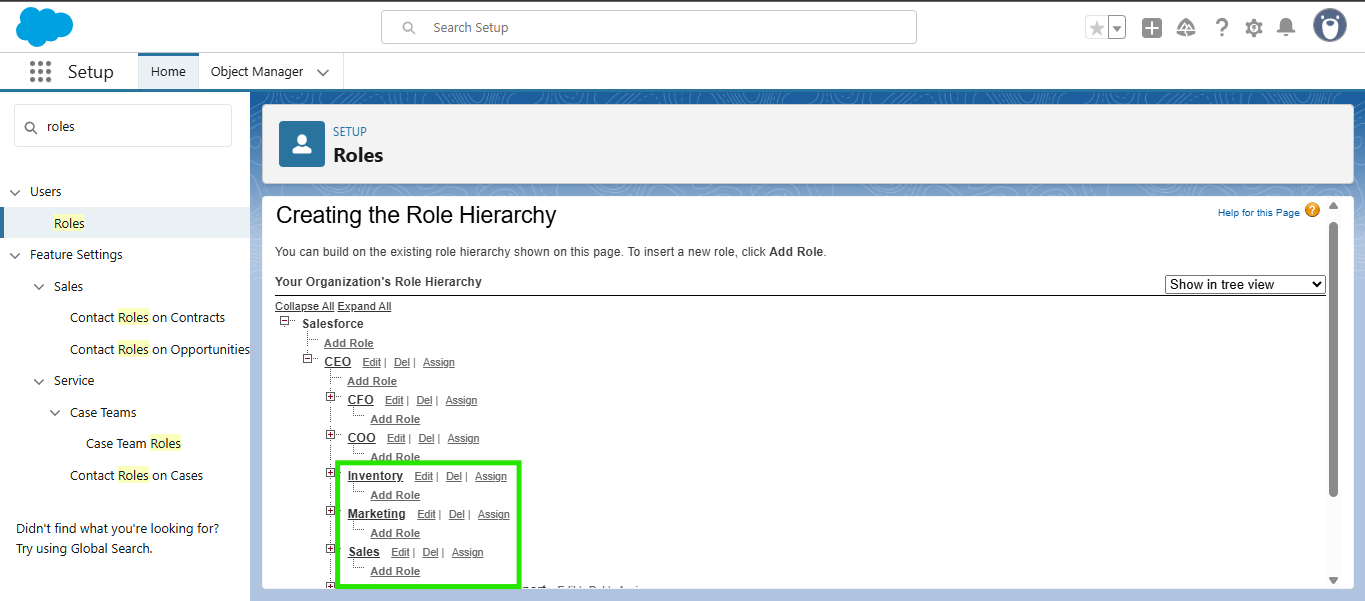 Search Setup
Setup Home Object Manager
roles
Users
Roles
Feature Settings
Sales
Contact Roles on Contracts
Contact Roles on Opportunities
Service
Case Teams
Case Team Roles
Contact Roles on Cases
Didn't find what you're looking for?
Try using Global Search.
SETUP
Roles
Creating the Role Hierarchy
Help for this Page ?
You can build on the existing role hierarchy shown on this page. To insert a new role, click Add Role.
Your Organization's Role Hierarchy
Show in tree view
Collapse All Expand All
Salesforce
Add Role
CEO Edit | Del | Assign
Add Role
CFO Edit | Del | Assign
Add Role
COO Edit | Del | Assign
Add Role
Inventory Edit | Del | Assign
Add Role
Marketing Edit | Del | Assign
Add Role
Sales Edit | Del | Assign
Add Role